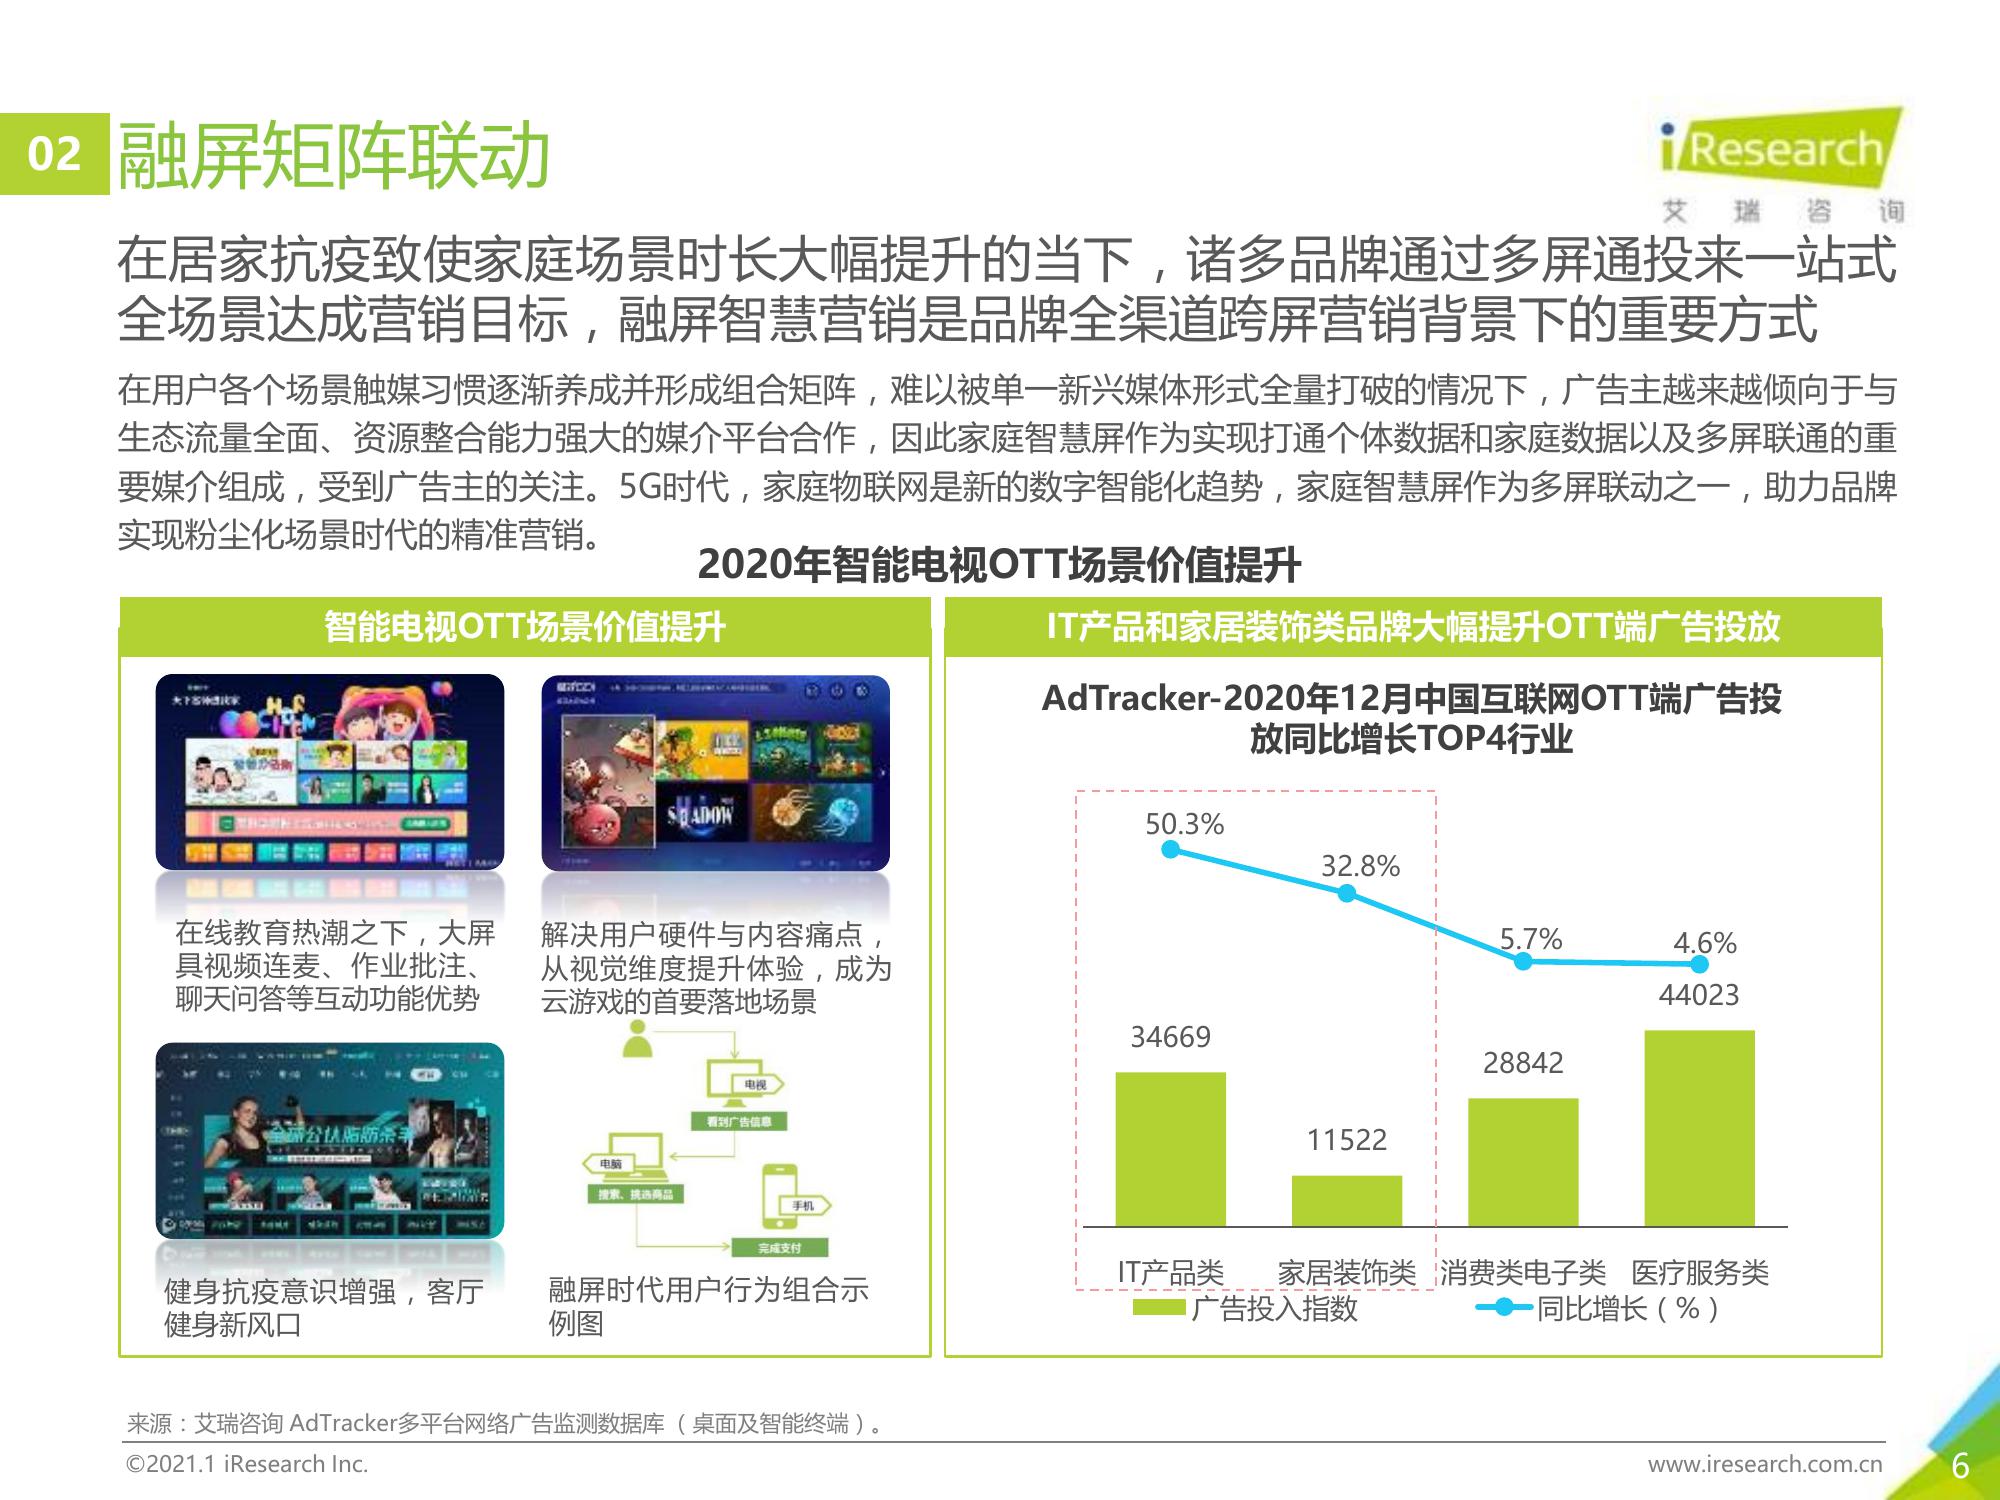 02
融屏矩阵联动
iResearch
艾瑞咨询
在居家抗疫致使家庭场景时长大幅提升的当下，诸多品牌通过多屏通投来一站式
全场景达成营销目标，融屏智慧营销是品牌全渠道跨屏营销背景下的重要方式
在用户各个场景触媒习惯逐渐养成并形成组合矩阵，难以被单一新兴媒体形式全量打破的情况下，广告主越来越倾向于与
生态流量全面、资源整合能力强大的媒介平台合作，因此家庭智慧屏作为实现打通个体数据和家庭数据以及多屏联通的重
要媒介组成，受到广告主的关注。5G时代，家庭物联网是新的数字智能化趋势，家庭智慧屏作为多屏联动之一，助力品牌
实现粉尘化场景时代的精准营销。
2020年智能电视OTT场景价值提升
智能电视OTT场景价值提升
在线教育热潮之下，大屏
具视频连麦、作业批注、
聊天问答等互动功能优势
SHADOW
解决用户硬件与内容痛点，
从视觉维度提升体验，成为
云游戏的首要落地场景
全球公认脂肪杀手
健身抗疫意识增强，客厅
健身新风口
电视
看到广告信息
电脑
搜索、挑选商品
手机
完成支付
融屏时代用户行为组合示
例图
IT产品和家居装饰类品牌大幅提升OTT端广告投放
AdTracker-2020年12月中国互联网OTT端广告投
放同比增长TOP4行业
50.3%
32.8%
5.7%
4.6%
34669
11522
28842
44023
IT产品类
家居装饰类
消费类电子类
医疗服务类
广告投入指数
同比增长（%）
来源：艾瑞咨询 AdTracker多平台网络广告监测数据库（桌面及智能终端）。
©2021.1 iResearch Inc.
www.iresearch.com.cn
6